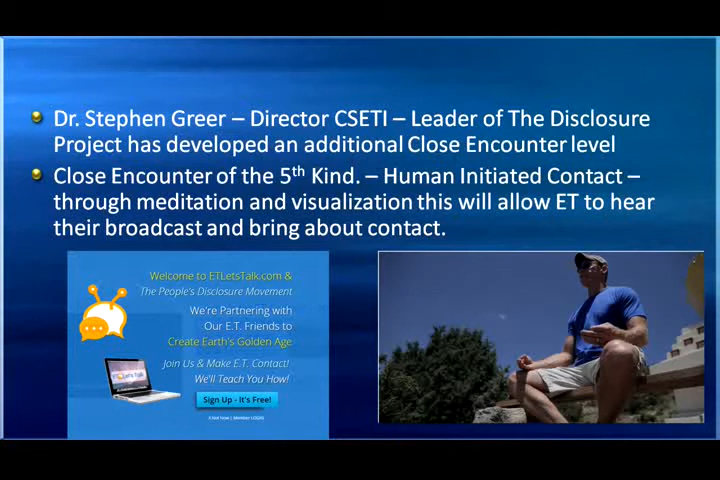 Dr. Stephen Greer – Director CSETI – Leader of The Disclosure
Project has developed an additional Close Encounter level
Close Encounter of the 5th Kind. – Human Initiated Contact –
through meditation and visualization this will allow ET to hear
their broadcast and bring about contact.
Welcome to ETLetsTalk.com &
The People's Disclosure Movement
We're Partnering with
Our E.T. Friends to
Create Earth's Golden Age
Join Us & Make E.T. Contact!
We'll Teach You How!
Sign Up - It's Free!
Member LOGIN